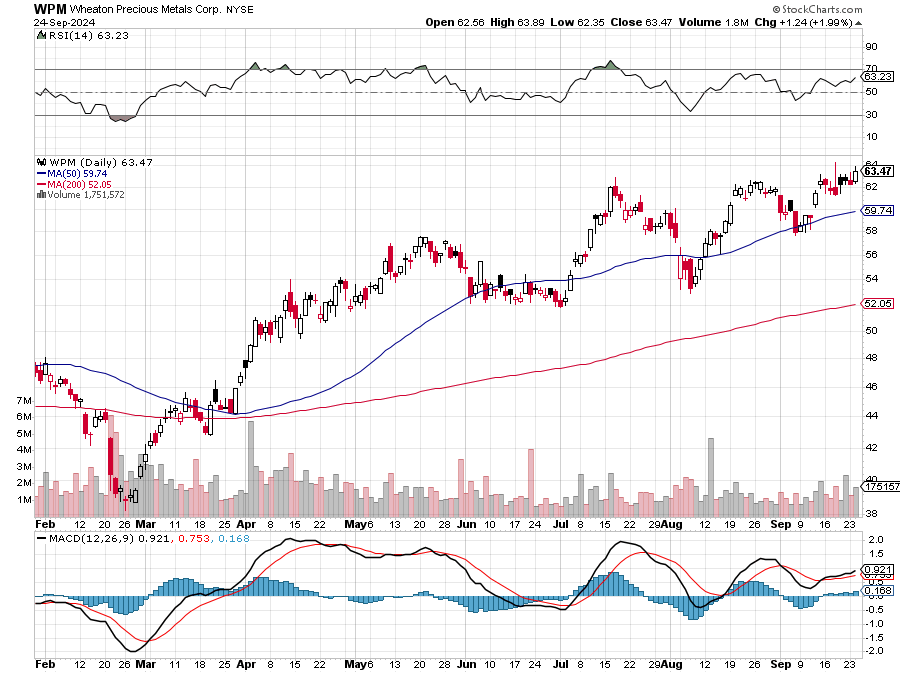 WPM Wheaton Precious Metals Corp. NYSE © StockCharts.com
24-Sep-2024 Open 62.56 High 63.89 Low 62.35 Close 63.47 Volume 1.8M Chg +1.24 (+1.99%)
RSI(14) 63.23
90
70
63.23
50
30
10
WPM (Daily) 63.47
MA(50) 59.74
MA(200) 52.05
Volume 1,751,572
64
63.47
62
59.74
58
56
54
52.05
50
48
46
44
42
40
38
7M
6M
5M
4M
3M
2M
1M
175157
Feb 12 20 26 Mar 11 18 25 Apr 8 15 22 May 6 13 20 28 Jun 10 17 24 Jul 8 15 22 29 Aug 12 19 26 Sep 9 16 23
MACD(12,26,9) 0.921, 0.753, 0.168
2.0
1.5
0.921
0.753
0.5
0.168
0.0
-0.5
-1.0
-1.5
-2.0
Feb 12 20 26 Mar 11 18 25 Apr 8 15 22 May 6 13 20 28 Jun 10 17 24 Jul 8 15 22 29 Aug 12 19 26 Sep 9 16 23